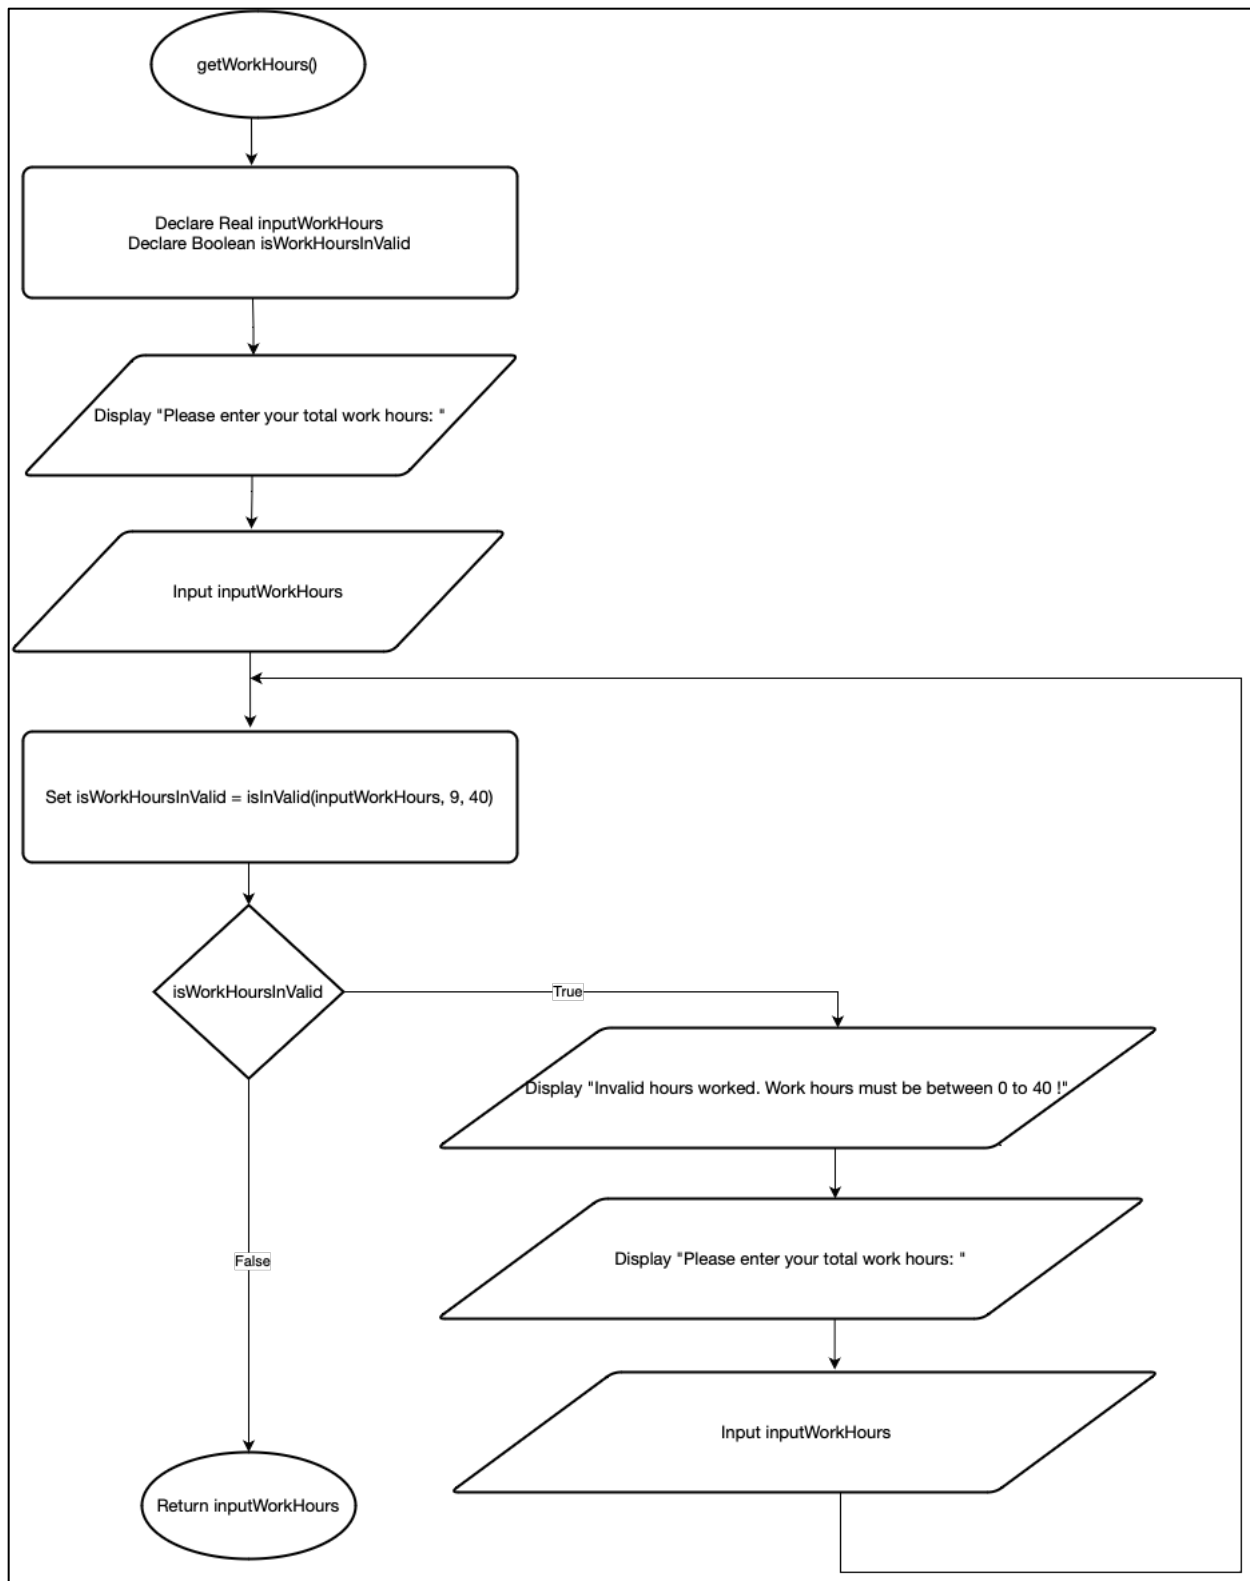 getWorkHours()
Declare Real inputWorkHours
Declare Boolean isWorkHoursInValid
Display "Please enter your total work hours: "
Input inputWorkHours
Set isWorkHoursInValid = isInValid(inputWorkHours, 9, 40)
isWorkHoursInValid
True
Display "Invalid hours worked. Work hours must be between 0 to 40 !"
Display "Please enter your total work hours: "
False
Input inputWorkHours
Return inputWorkHours